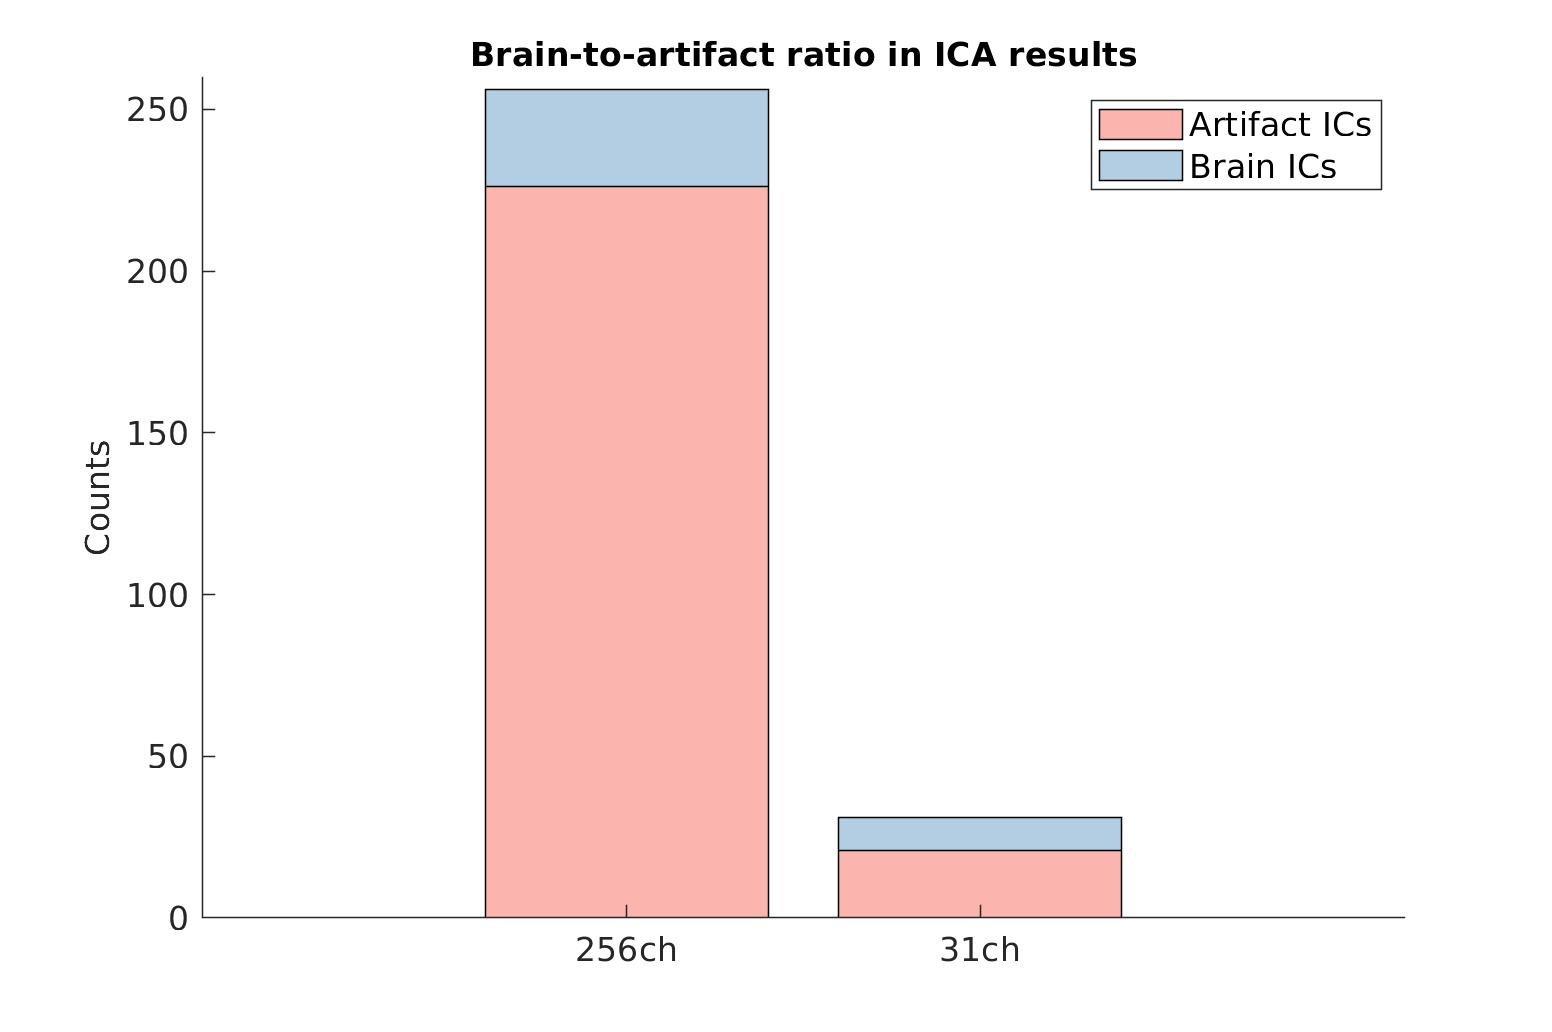 Brain-to-artifact ratio in ICA results
Artifact ICs
Brain ICs
Counts
250
200
150
100
50
0
256ch
31ch